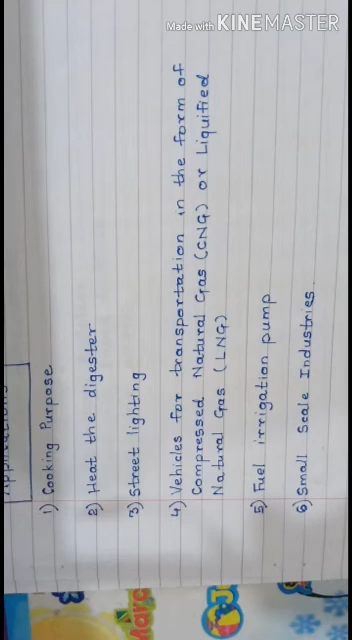 Made with KINEMASTER
Applications
1) Cooking Purpose
2) Heat the digester
3) Street lighting
4) Vehicles for transportation in the form of
Compressed Natural Gas (CNG) or Liquified
Natural Gas (LNG)
5) Fuel irrigation pump
6) Small Scale Industries.